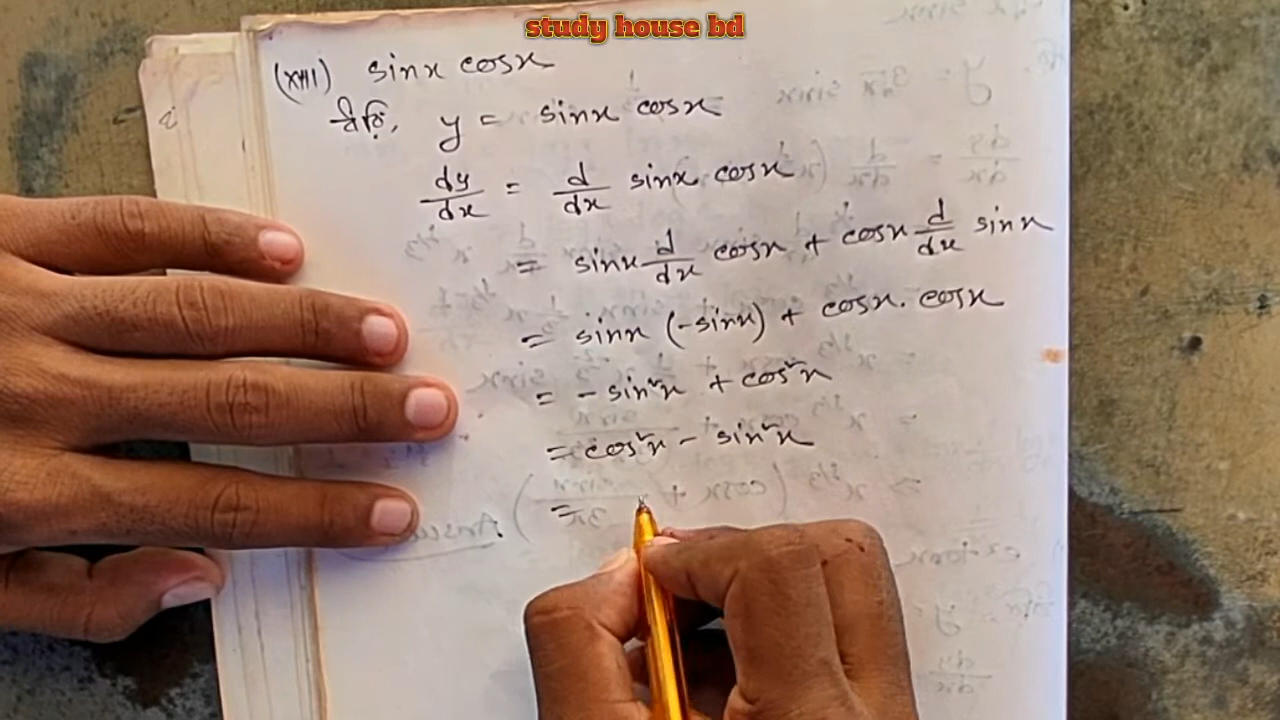 study house bd
(xiii) sinx cosx
ধরি, y = sinx cosx
dy/dx = d/dx sinx cosx
= sinx d/dx cosx + cosx d/dx sinx
= sinx (-sinx) + cosx. cosx
= - sin²x + cos²x
= cos²x - sin²x
=